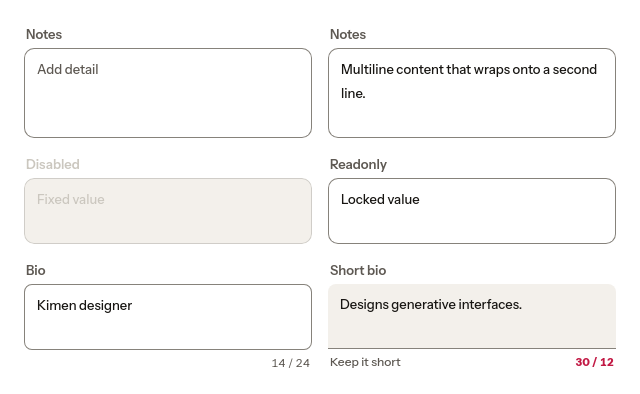 Notes
Add detail
Notes
Multiline content that wraps onto a second
line.
Disabled
Fixed value
Readonly
Locked value
Bio
Kimen designer
14 / 24
Short bio
Designs generative interfaces.
Keep it short
30 / 12